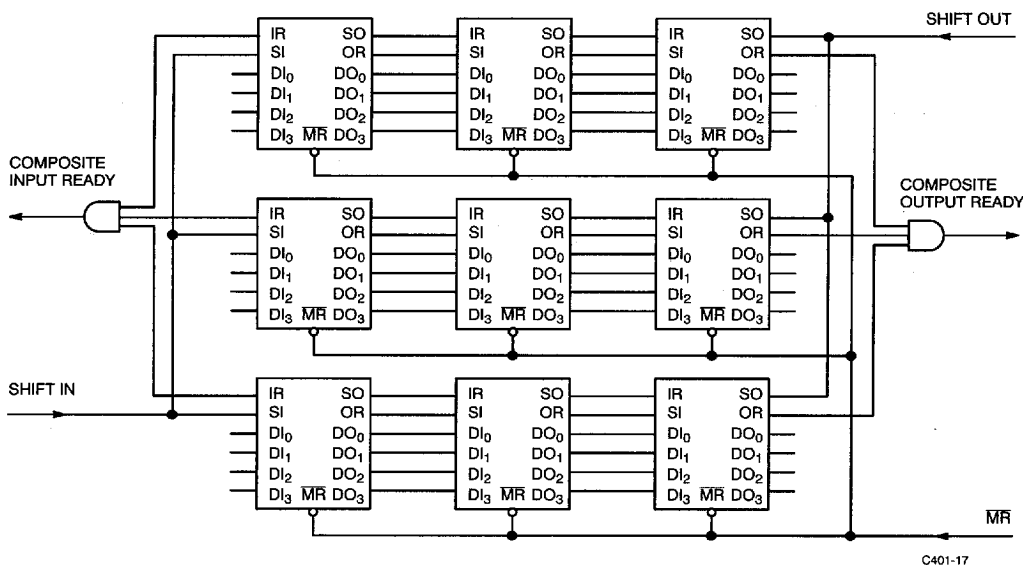 SHIFT OUT
IR SO IR SO IR SO
SI OR SI OR SI OR
DI0 DO0 DI0 DO0 DI0 DO0
DI1 DO1 DI1 DO1 DI1 DO1
DI2 DO2 DI2 DO2 DI2 DO2
DI3 MR DO3 DI3 MR DO3 DI3 MR DO3
COMPOSITE
INPUT READY
COMPOSITE
OUTPUT READY
IR SO IR SO IR SO
SI OR SI OR SI OR
DI0 DO0 DI0 DO0 DI0 DO0
DI1 DO1 DI1 DO1 DI1 DO1
DI2 DO2 DI2 DO2 DI2 DO2
DI3 MR DO3 DI3 MR DO3 DI3 MR DO3
SHIFT IN
IR SO IR SO IR SO
SI OR SI OR SI OR
DI0 DO0 DI0 DO0 DI0 DO0
DI1 DO1 DI1 DO1 DI1 DO1
DI2 DO2 DI2 DO2 DI2 DO2
DI3 MR DO3 DI3 MR DO3 DI3 MR DO3
MR
C401-17